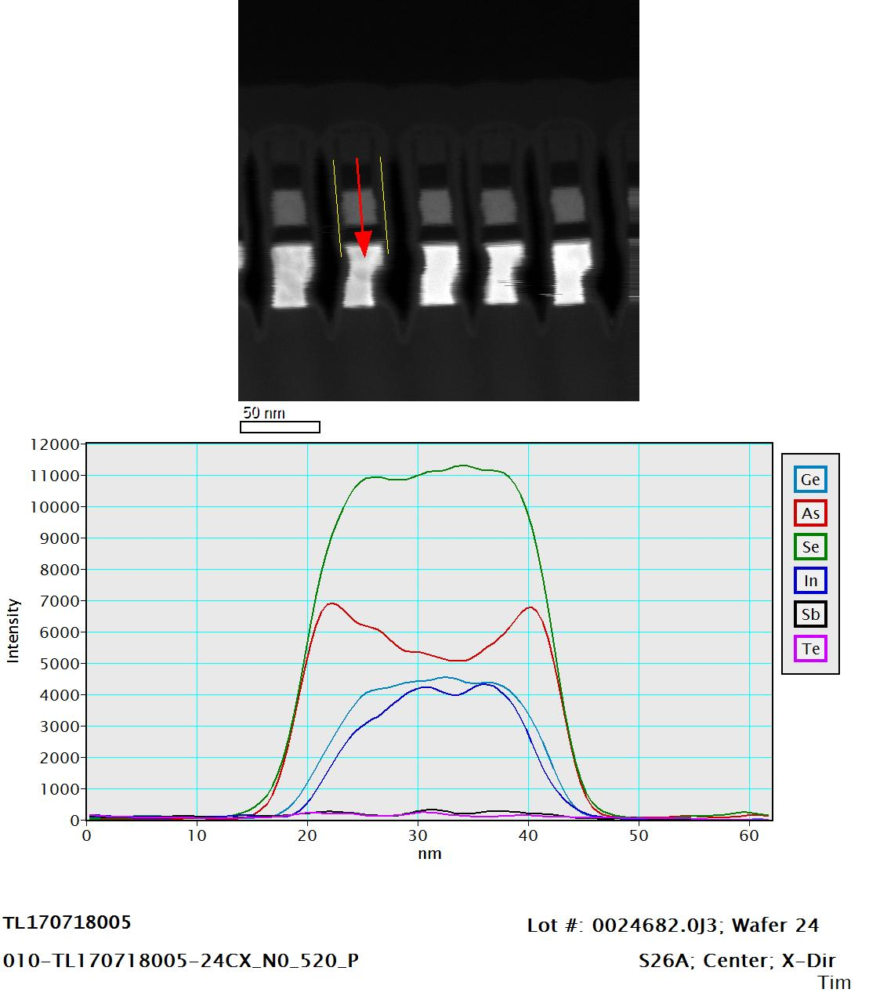 50 nm
12000
11000
10000
9000
8000
7000
6000
5000
4000
3000
2000
1000
0
Intensity
0 10 20 30 40 50 60
nm
Ge
As
Se
In
Sb
Te
TL170718005
Lot #: 0024682.0J3; Wafer 24
010-TL170718005-24CX_N0_520_P
S26A; Center; X-Dir
Tim